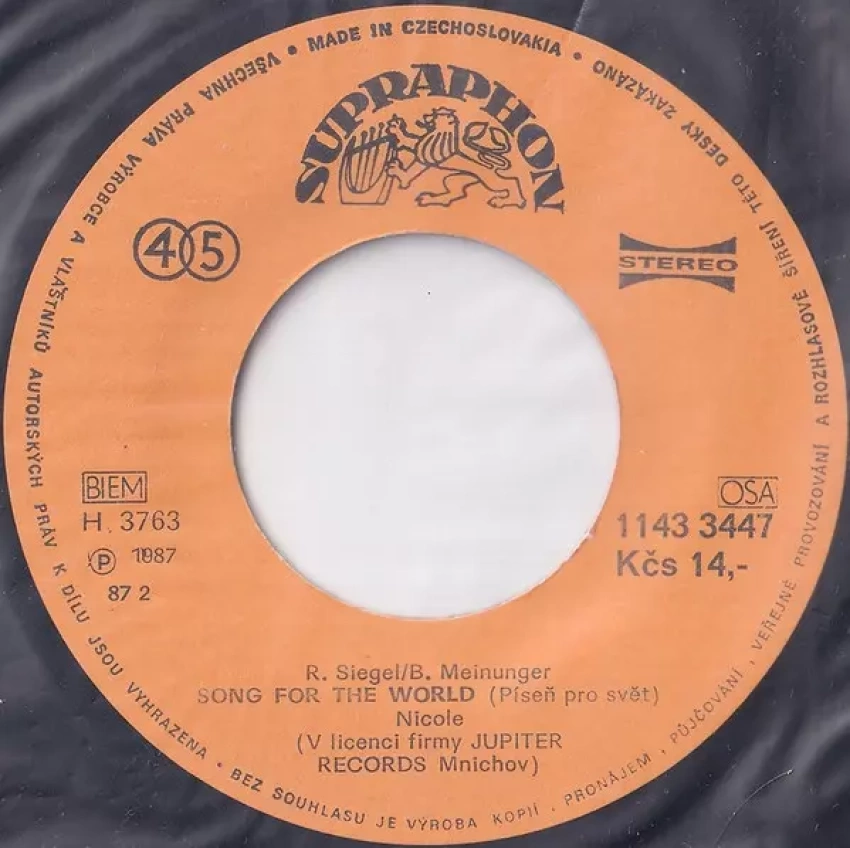 VŠECHNA PRÁVA VÝROBCE A VLASTNÍKŮ AUTORSKÝCH PRÁV K DÍLU JSOU VYHRAZENA • BEZ SOUHLASU JE VÝROBA KOPIÍ, PRONÁJEM, PŮJČOVÁNÍ, VEŘEJNÉ PROVOZOVÁNÍ A ROZHLASOVÉ ŠÍŘENÍ TÉTO DESKY ZAKÁZÁNO • MADE IN CZECHOSLOVAKIA •
SUPRAPHON
45
STEREO
BIEM
H. 3763
Ⓟ 1987
87 2
OSA
1143 3447
Kčs 14,-
R. Siegel/B. Meinunger
SONG FOR THE WORLD (Píseň pro svět)
Nicole
(V licenci firmy JUPITER
RECORDS Mnichov)